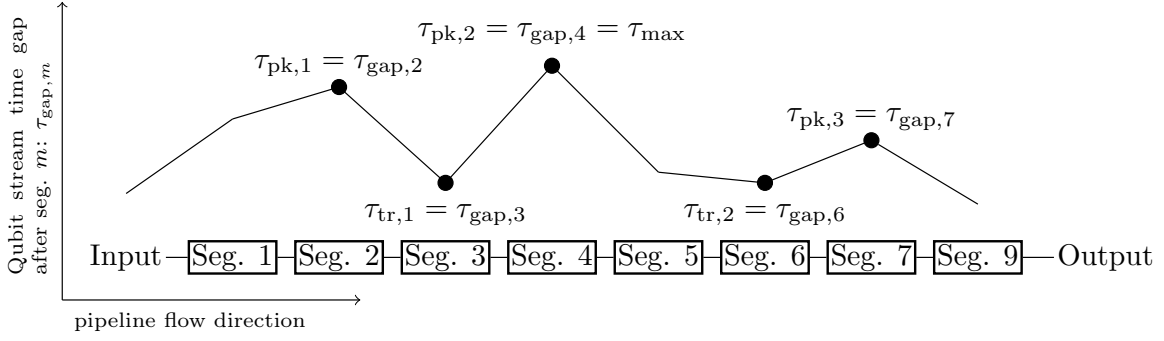 Qubit stream time gap
after seg. m: τgap,m
τpk,2 = τgap,4 = τmax
τpk,1 = τgap,2
τpk,3 = τgap,7
τtr,1 = τgap,3
τtr,2 = τgap,6
Input Seg. 1 Seg. 2 Seg. 3 Seg. 4 Seg. 5 Seg. 6 Seg. 7 Seg. 9 Output
pipeline flow direction